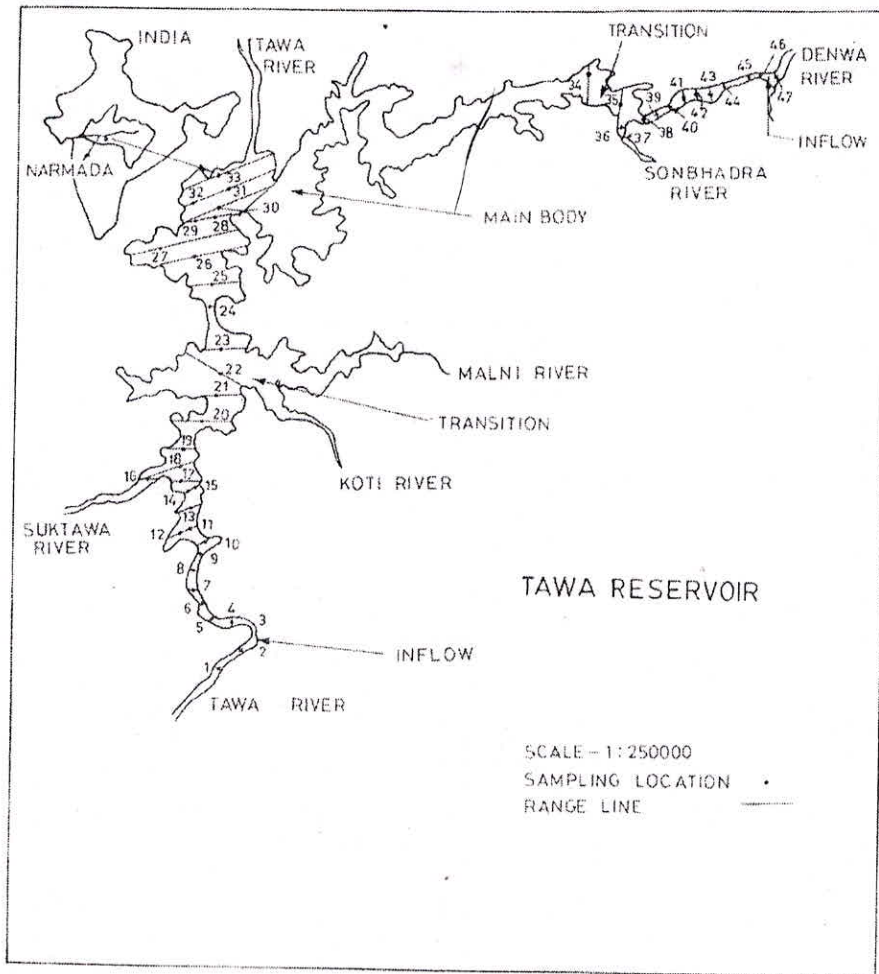 INDIA
TAWA
RIVER
TRANSITION
46
45
DENWA
RIVER
34
41
43
35
39
44
47
42
40
36
37
38
INFLOW
SONBHADRA
RIVER
NARMADA
33
32
31
30
MAIN BODY
29
28
27
26
25
24
23
22
MALNI RIVER
21
TRANSITION
20
19
18
KOTI RIVER
16
17
15
14
SUKTAWA
RIVER
13
11
12
10
9
8
7
TAWA RESERVOIR
6
4
3
5
2
INFLOW
1
TAWA RIVER
SCALE - 1:250000
SAMPLING LOCATION
RANGE LINE